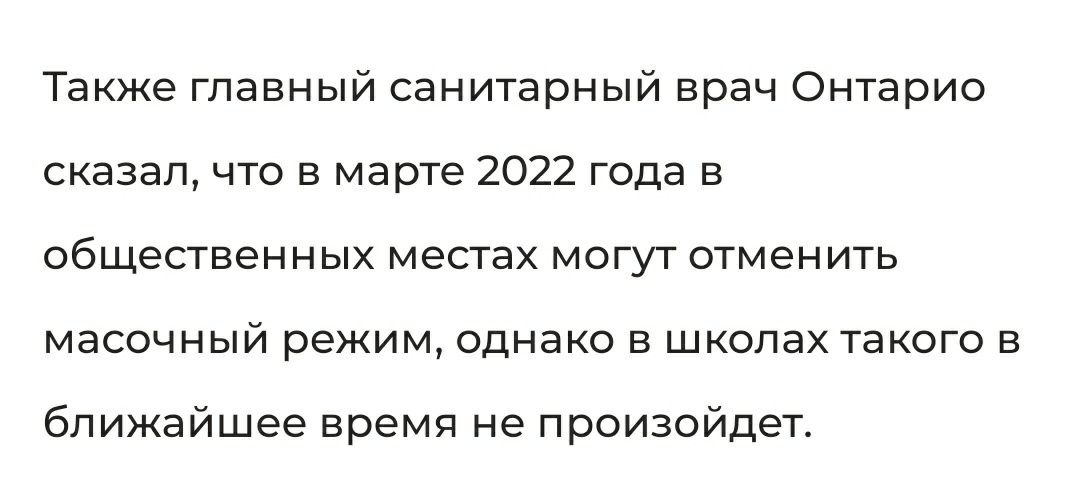 Также главный санитарный врач Онтарио
сказал, что в марте 2022 года в
общественных местах могут отменить
масочный режим, однако в школах такого в
ближайшее время не произойдет.